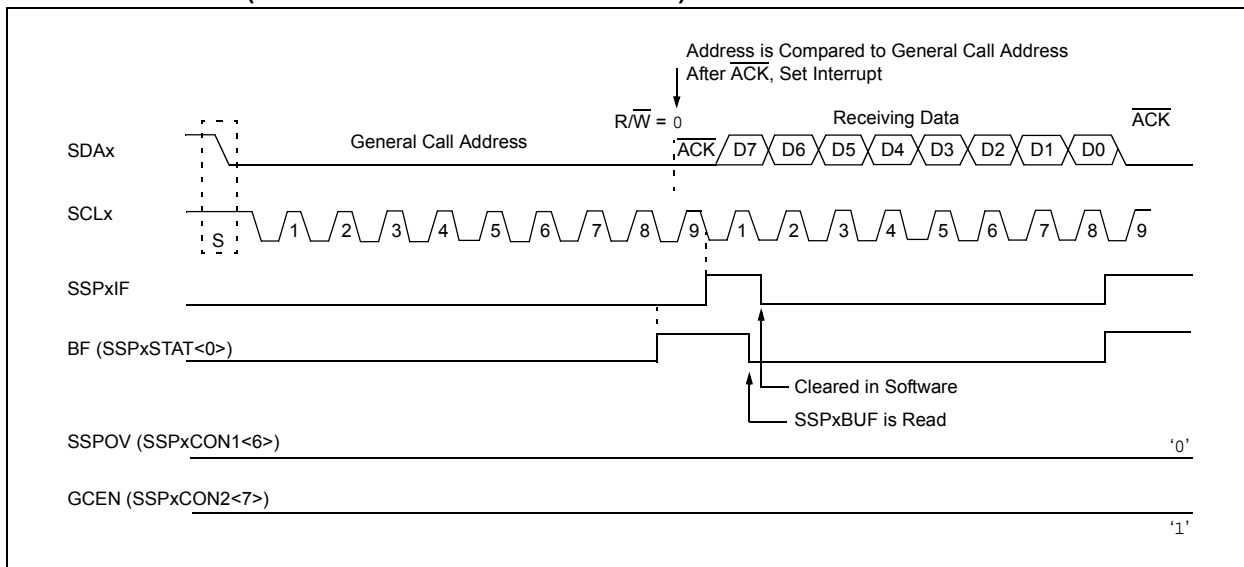 Address is Compared to General Call Address
After ACK, Set Interrupt
R/W = 0
Receiving Data
ACK
SDAx
General Call Address
ACK D7 D6 D5 D4 D3 D2 D1 D0
SCLx
S
1 2 3 4 5 6 7 8 9 1 2 3 4 5 6 7 8 9
SSPxIF
BF (SSPxSTAT<0>)
Cleared in Software
SSPxBUF is Read
SSPOV (SSPxCON1<6>)
‘0’
GCEN (SSPxCON2<7>)
‘1’